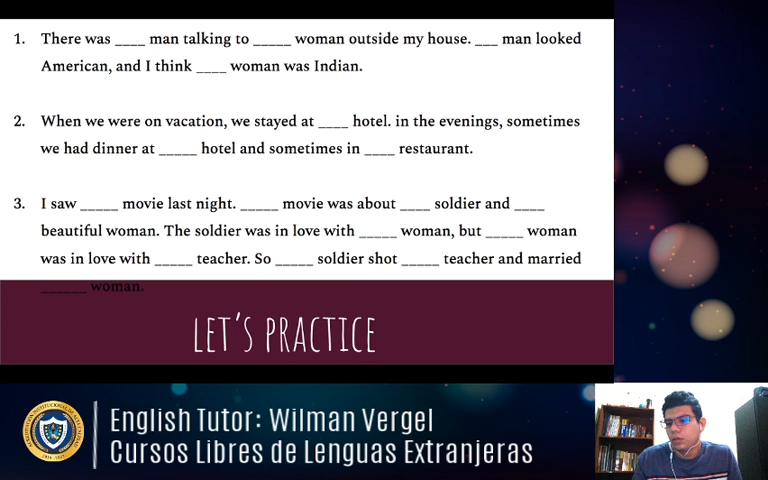 1. There was ____ man talking to _____ woman outside my house. ___ man looked
American, and I think ____ woman was Indian.
2. When we were on vacation, we stayed at ____ hotel. in the evenings, sometimes
we had dinner at _____ hotel and sometimes in ____ restaurant.
3. I saw _____ movie last night. _____ movie was about ____ soldier and ____
beautiful woman. The soldier was in love with _____ woman, but _____ woman
was in love with _____ teacher. So _____ soldier shot _____ teacher and married
______ woman.
LET'S PRACTICE
English Tutor: Wilman Vergel
Cursos Libres de Lenguas Extranjeras